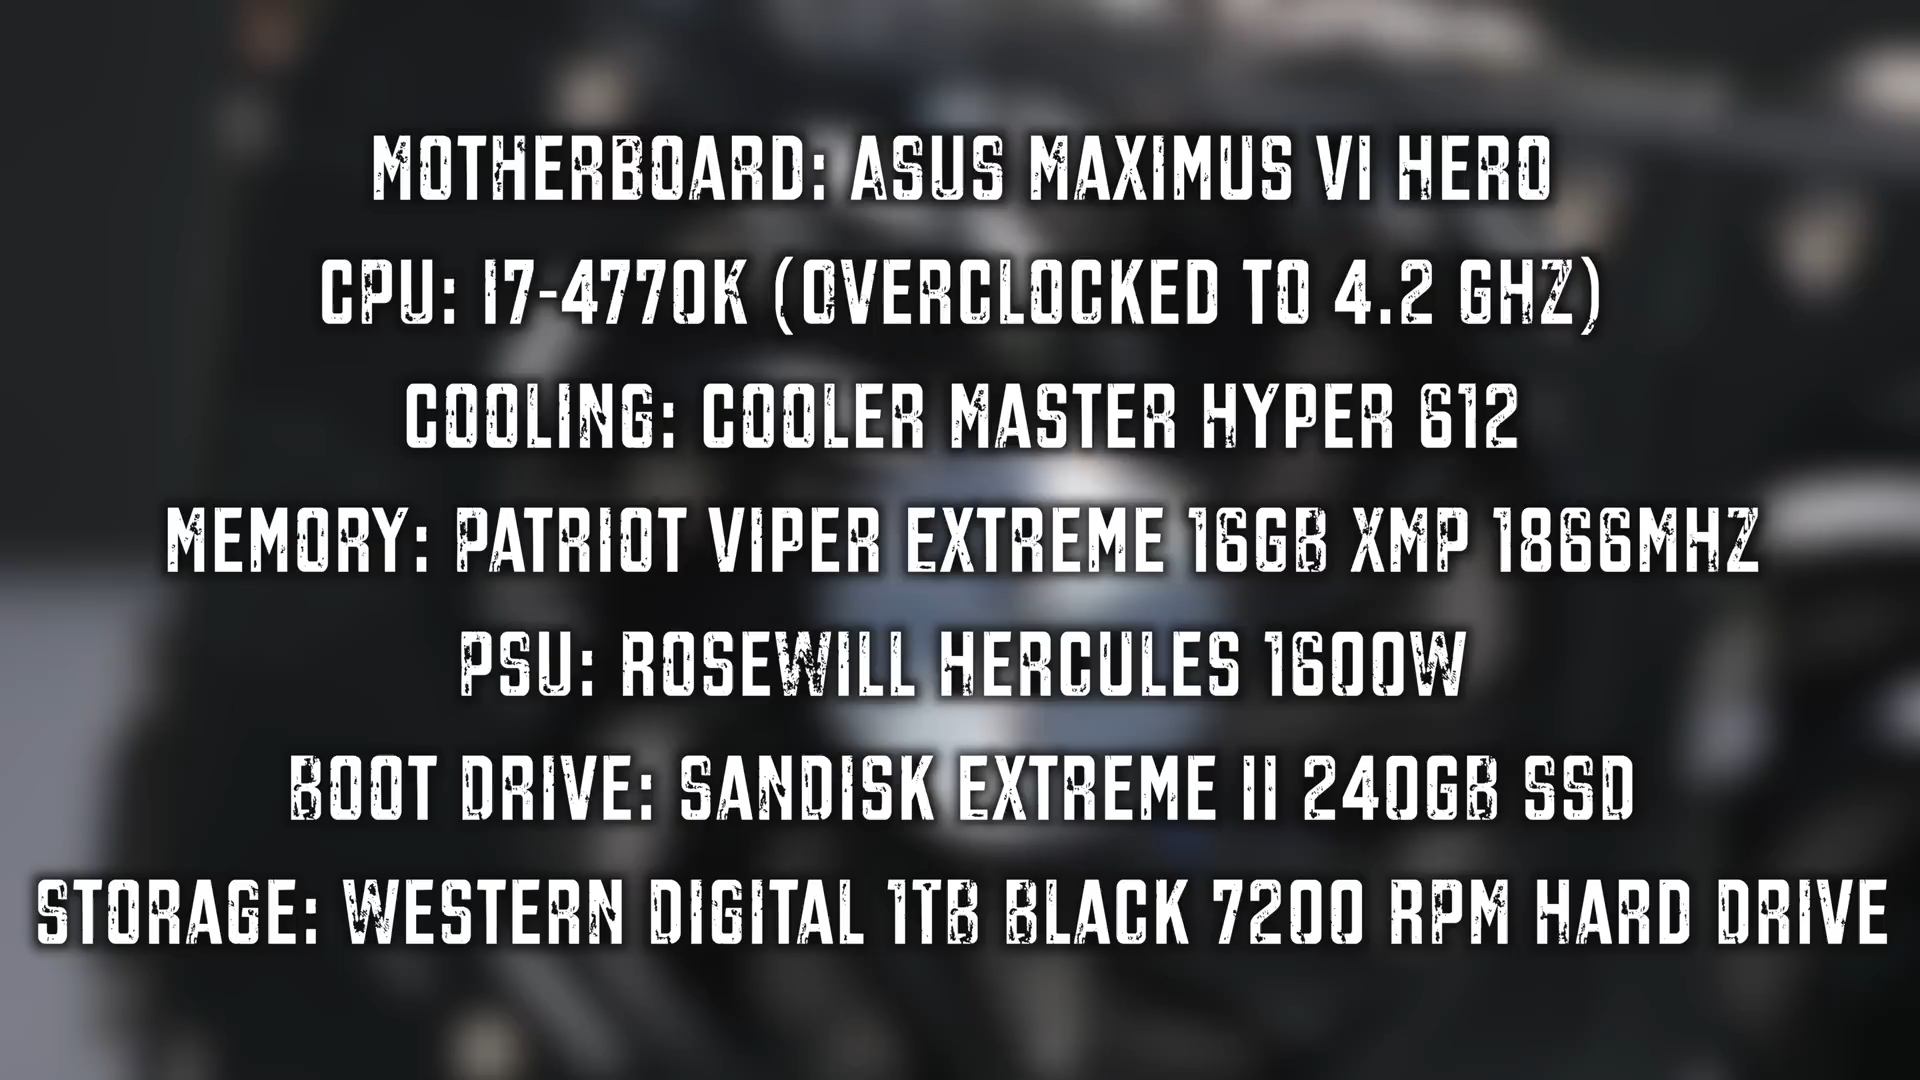 MOTHERBOARD: ASUS MAXIMUS VI HERO
CPU: I7-4770K (OVERCLOCKED TO 4.2 GHZ)
COOLING: COOLER MASTER HYPER 612
MEMORY: PATRIOT VIPER EXTREME 16GB XMP 1866MHZ
PSU: ROSEWILL HERCULES 1600W
BOOT DRIVE: SANDISK EXTREME II 240GB SSD
STORAGE: WESTERN DIGITAL 1TB BLACK 7200 RPM HARD DRIVE